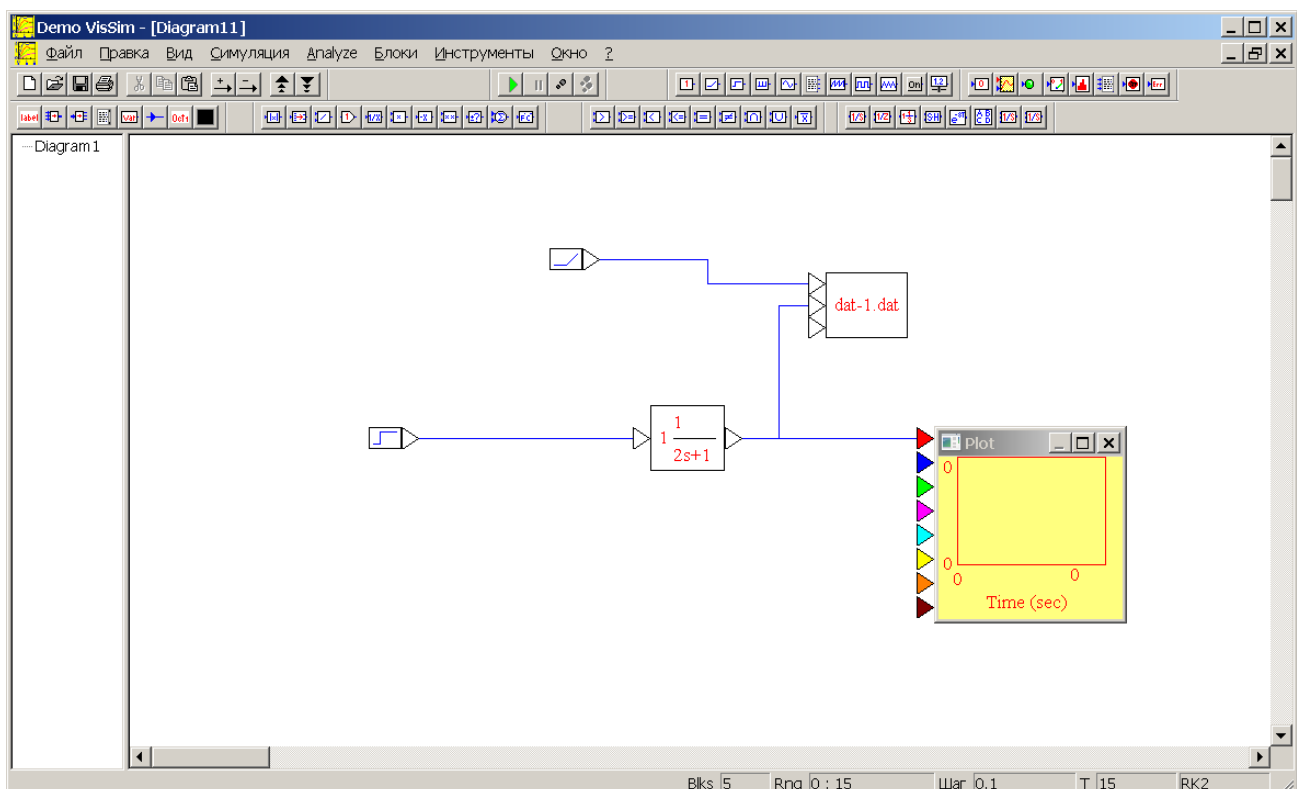 Demo VisSim - [Diagram11]
Файл Правка Вид Симуляция Analyze Блоки Инструменты Окно ?
Diagram1
dat-1.dat
1 1
2s+1
Plot
0
0
0 0
Time (sec)
Blks 5 Rng 0 : 15 Шаг 0.1 T 15 RK2